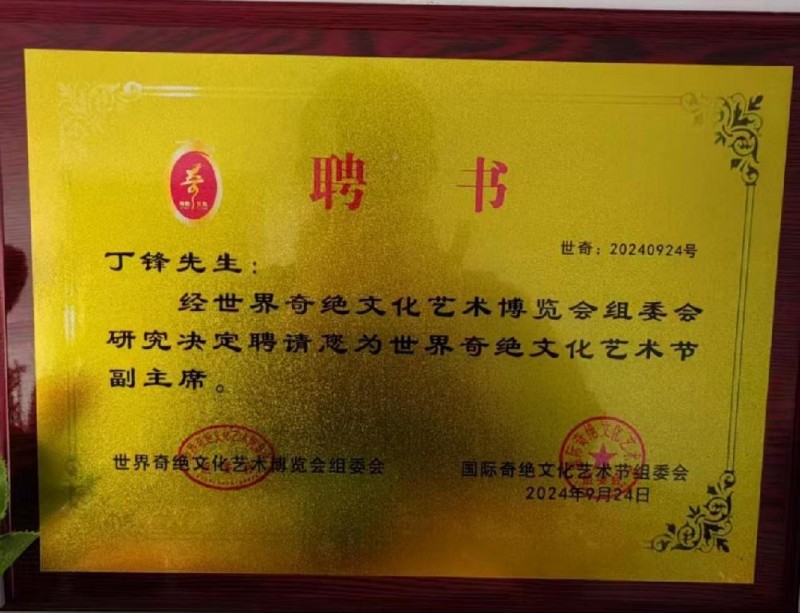 奇
聘 书
世奇：20240924号
丁锋先生：
经世界奇绝文化艺术博览会组委会
研究决定聘请您为世界奇绝文化艺术节
副主席。
世界奇绝文化艺术博览会组委会
国际奇绝文化艺术节组委会
2024年9月24日